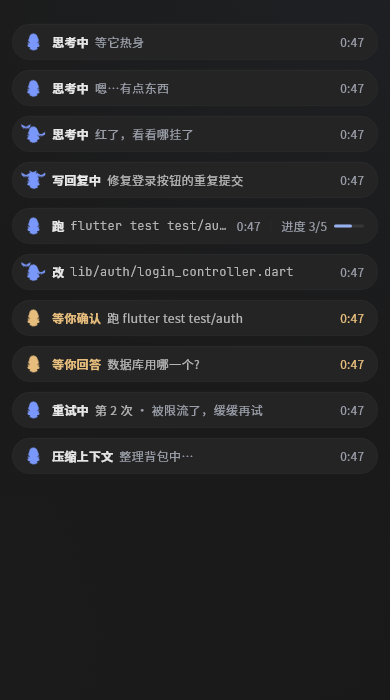 思考中 等它热身 0:47
思考中 嗯…有点东西 0:47
思考中 红了，看看哪挂了 0:47
写回复中 修复登录按钮的重复提交 0:47
跑 flutter test test/au… 0:47 进度 3/5
改 lib/auth/login_controller.dart 0:47
等你确认 跑 flutter test test/auth 0:47
等你回答 数据库用哪一个? 0:47
重试中 第 2 次 · 被限流了，缓缓再试 0:47
压缩上下文 整理背包中… 0:47